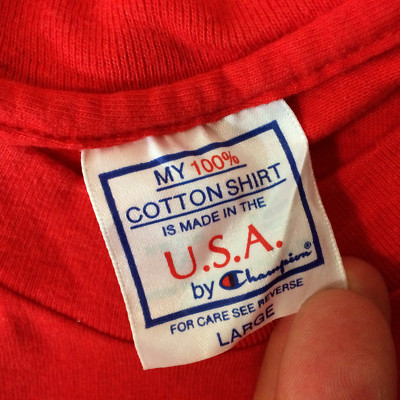 MY 100%
COTTON SHIRT
IS MADE IN THE
U.S.A.
by Champion®
FOR CARE SEE REVERSE
LARGE